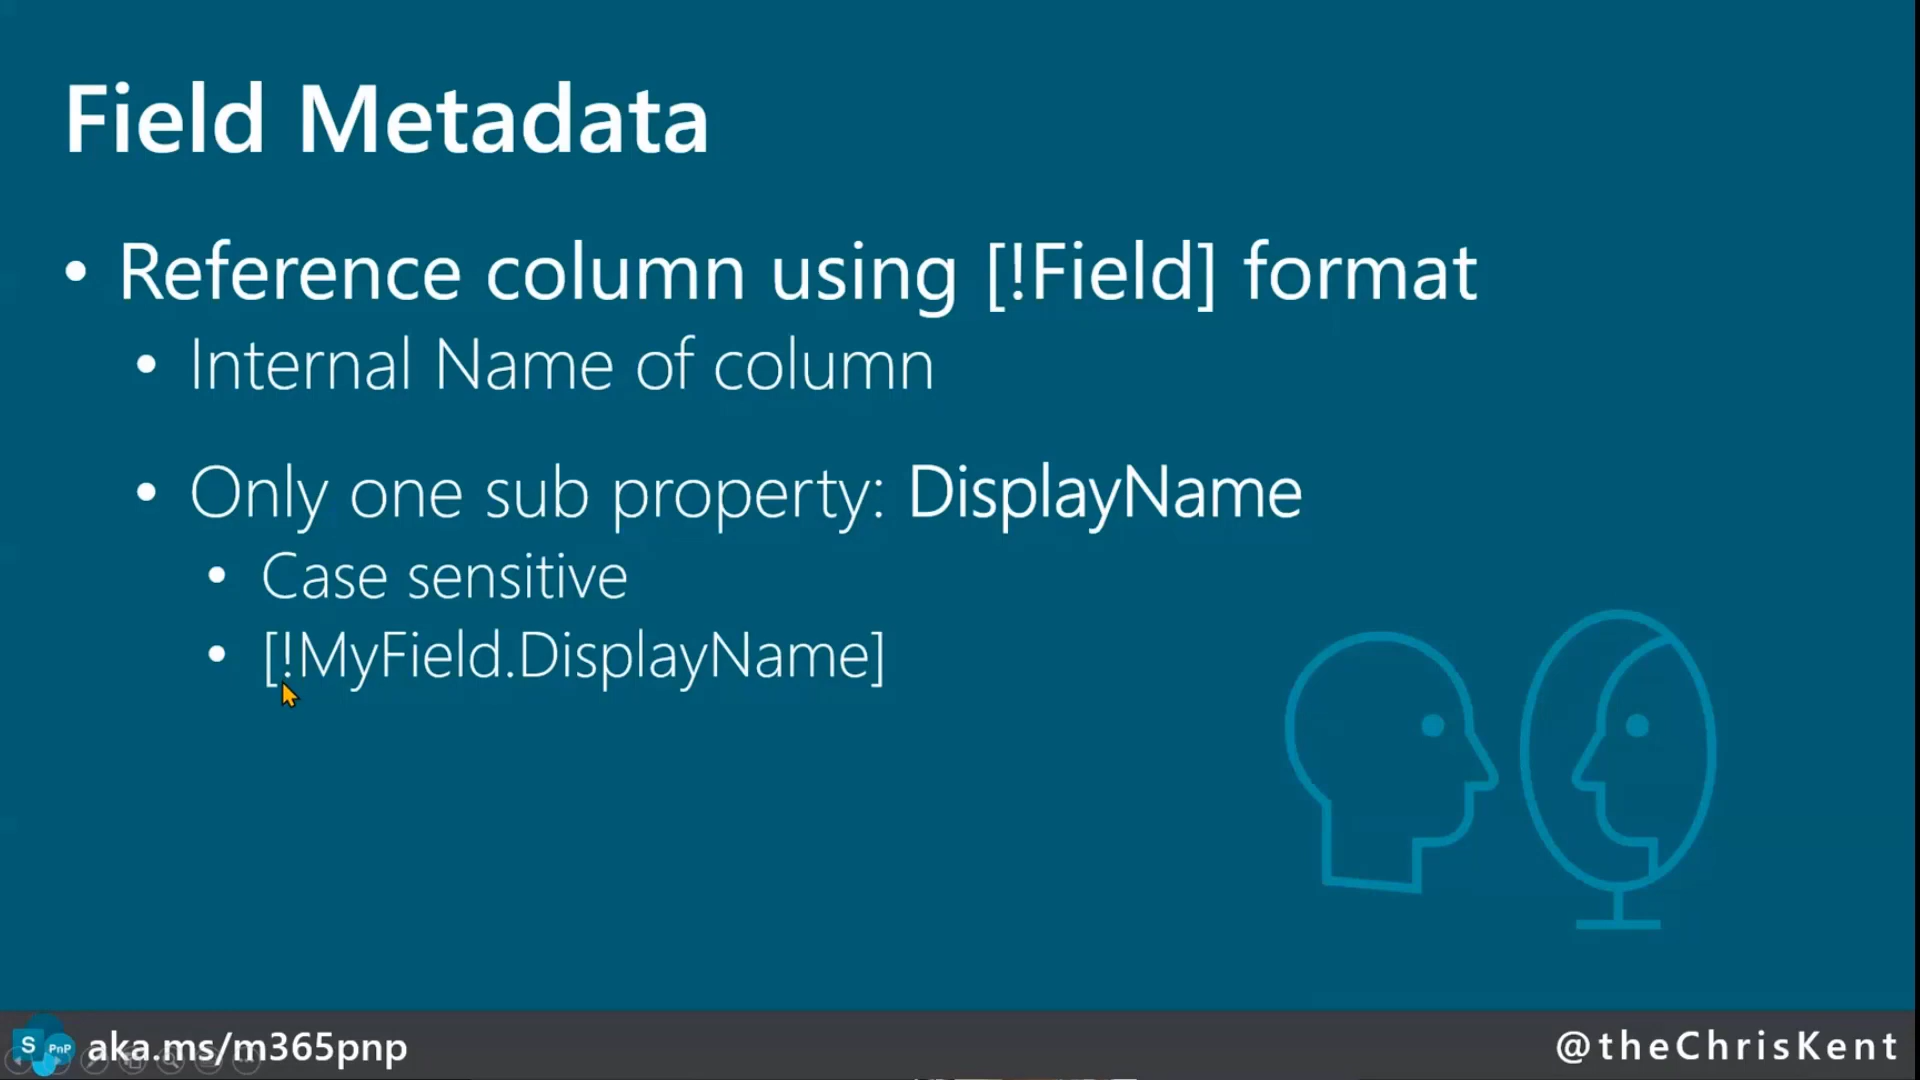 Field Metadata
• Reference column using [!Field] format
• Internal Name of column
• Only one sub property: DisplayName
• Case sensitive
• [!MyField.DisplayName]
S PnP aka.ms/m365pnp
@theChrisKent